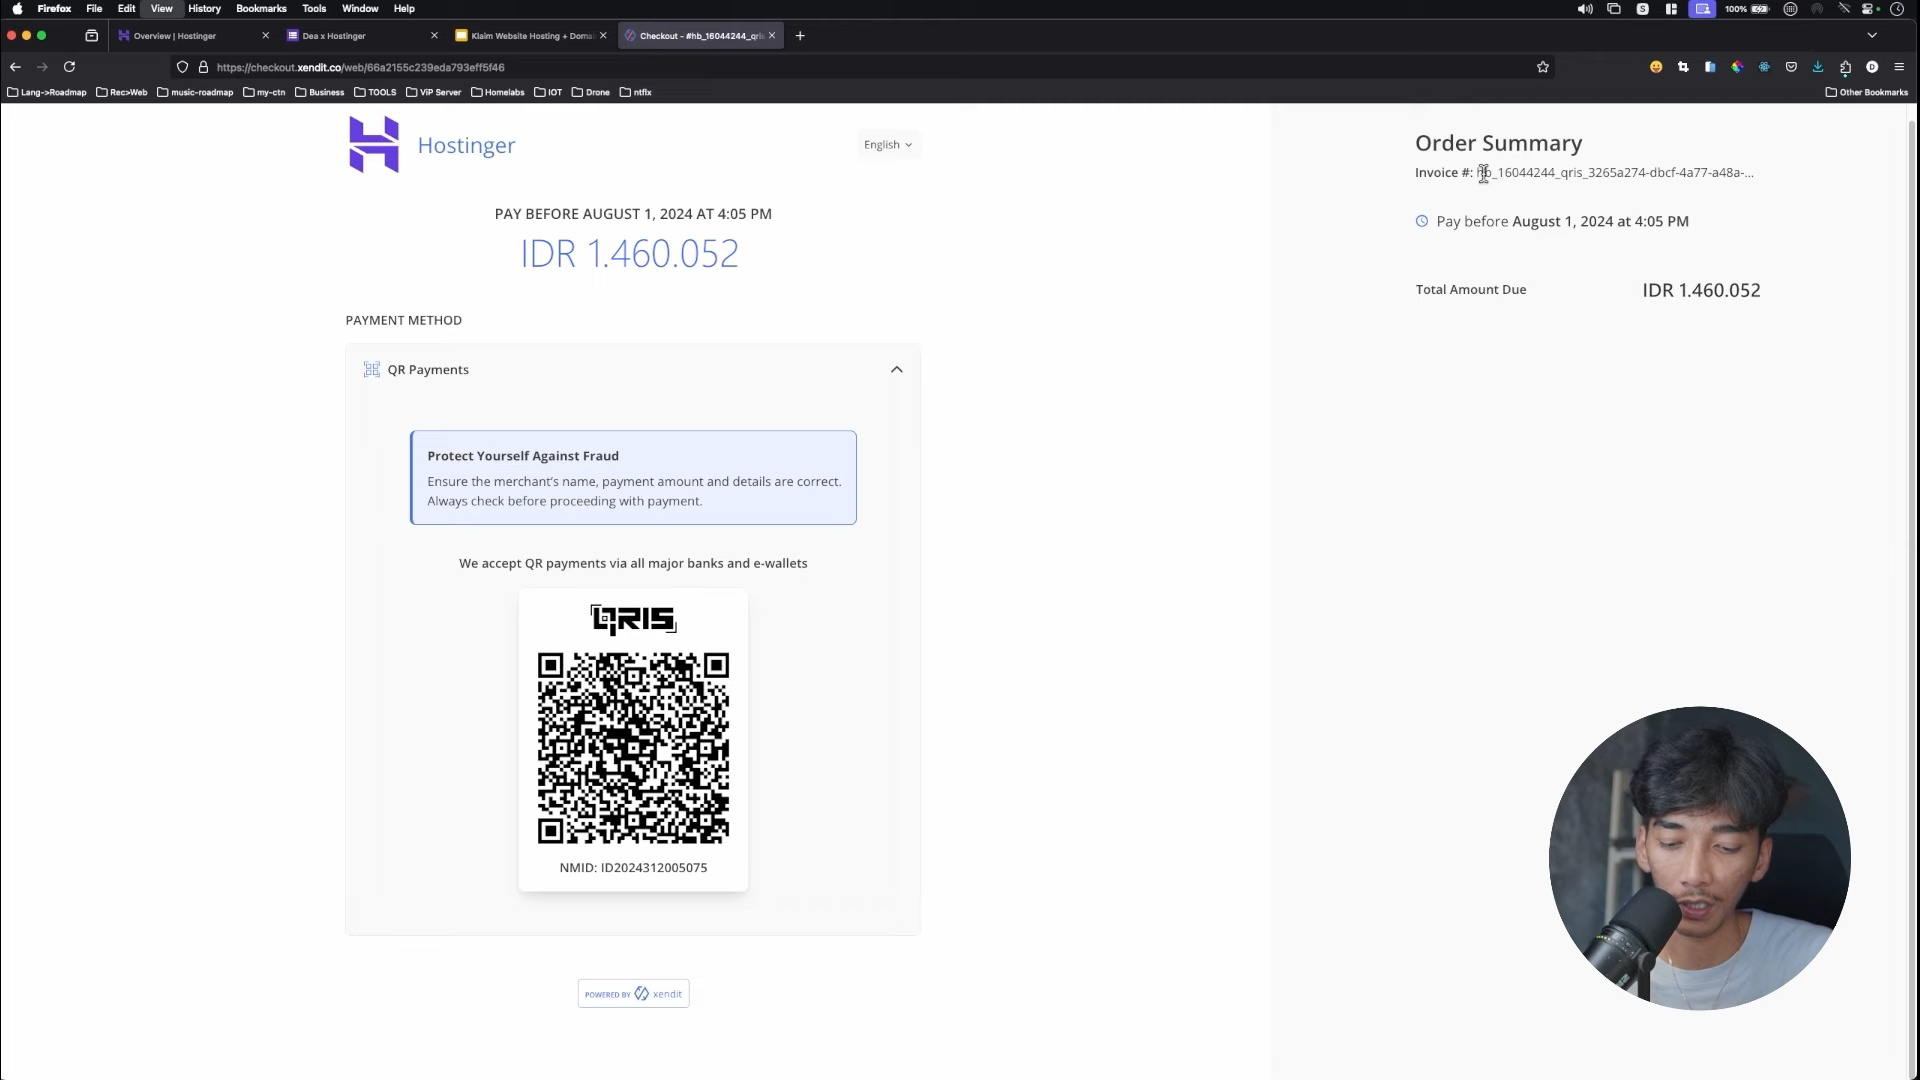 Firefox File Edit View History Bookmarks Tools Window Help
100%
Overview | Hostinger
Dea x Hostinger
Klaim Website Hosting + Doma
Checkout - #hb_16044244_qri
https://checkout.xendit.co/web/66a2155c239eda793eff5f46
Lang->Roadmap Rec>Web music-roadmap my-ctn Business TOOLS ViP Server Homelabs IOT Drone ntflx Other Bookmarks
Hostinger
English
PAY BEFORE AUGUST 1, 2024 AT 4:05 PM
IDR 1.460.052
PAYMENT METHOD
QR Payments
Protect Yourself Against Fraud
Ensure the merchant's name, payment amount and details are correct.
Always check before proceeding with payment.
We accept QR payments via all major banks and e-wallets
QRIS
NMID: ID2024312005075
POWERED BY xendit
Order Summary
Invoice #: hb_16044244_qris_3265a274-dbcf-4a77-a48a-...
Pay before August 1, 2024 at 4:05 PM
Total Amount Due IDR 1.460.052